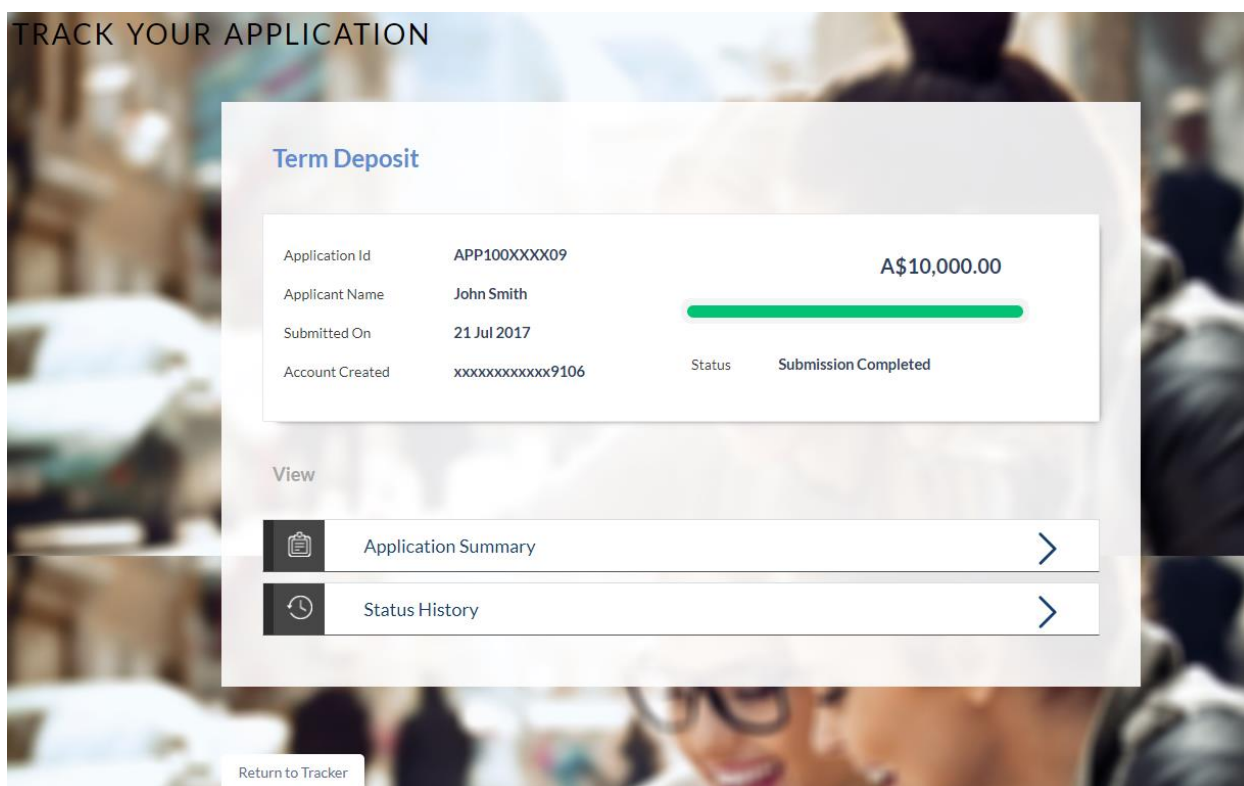 TRACK YOUR APPLICATION
Term Deposit
Application Id APP100XXXX09
A$10,000.00
Applicant Name John Smith
Submitted On 21 Jul 2017
Account Created xxxxxxxxxxxx9106
Status Submission Completed
View
Application Summary
Status History
Return to Tracker